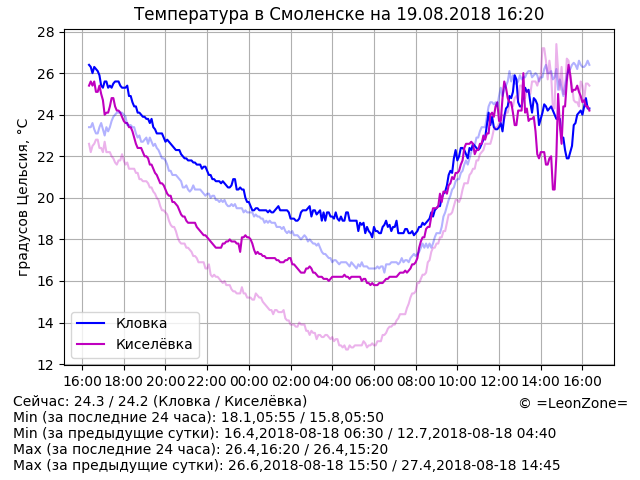 Температура в Смоленске на 19.08.2018 16:20
28
26
24
22
20
18
16
14
12
градусов Цельсия, °C
Кловка
Киселёвка
16:00 18:00 20:00 22:00 00:00 02:00 04:00 06:00 08:00 10:00 12:00 14:00 16:00
Сейчас: 24.3 / 24.2 (Кловка / Киселёвка)
© =LeonZone=
Min (за последние 24 часа): 18.1,05:55 / 15.8,05:50
Min (за предыдущие сутки): 16.4,2018-08-18 06:30 / 12.7,2018-08-18 04:40
Max (за последние 24 часа): 26.4,16:20 / 26.4,15:20
Max (за предыдущие сутки): 26.6,2018-08-18 15:50 / 27.4,2018-08-18 14:45